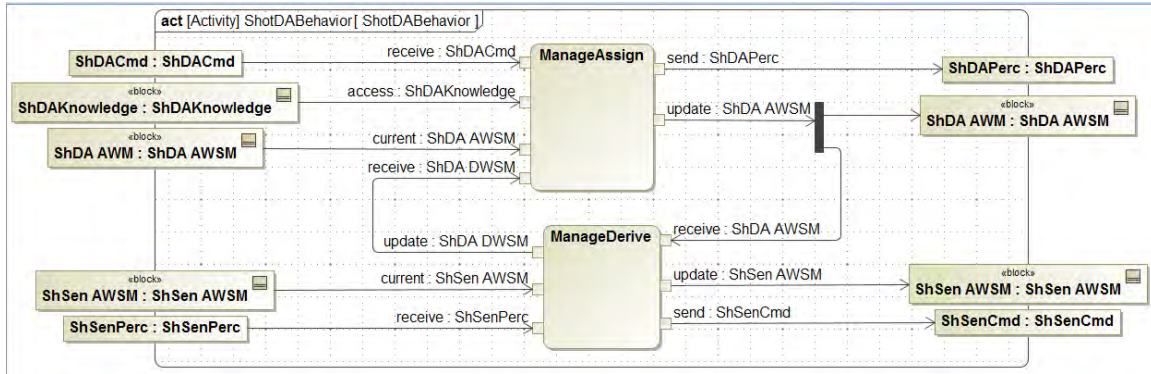 act [Activity] ShotDABehavior[ ShotDABehavior ]
ShDACmd : ShDACmd
receive : ShDACmd
ManageAssign
send : ShDAPerc
ShDAPerc : ShDAPerc
«block»
ShDAKnowledge : ShDAKnowledge
access : ShDAKnowledge
update : ShDA AWSM
«block»
ShDA AWM : ShDA AWSM
«block»
ShDA AWM : ShDA AWSM
current : ShDA AWSM
receive : ShDA DWSM
ManageDerive
receive : ShDA AWSM
update : ShDA DWSM
«block»
ShSen AWSM : ShSen AWSM
current : ShSen AWSM
update : ShSen AWSM
«block»
ShSen AWSM : ShSen AWSM
ShSenPerc : ShSenPerc
receive : ShSenPerc
send : ShSenCmd
ShSenCmd : ShSenCmd